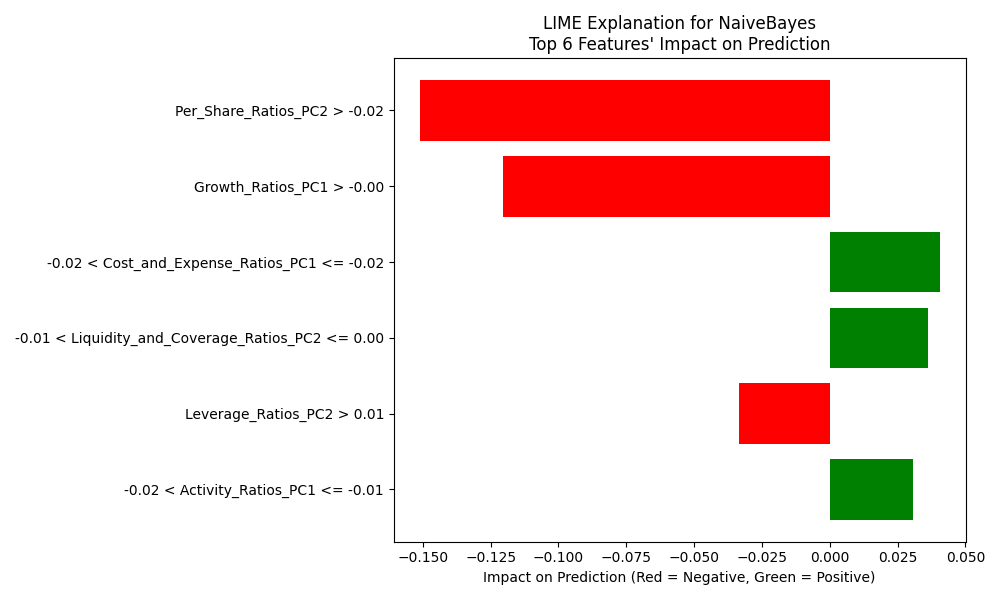 LIME Explanation for NaiveBayes
Top 6 Features' Impact on Prediction
Per_Share_Ratios_PC2 > -0.02
Growth_Ratios_PC1 > -0.00
-0.02 < Cost_and_Expense_Ratios_PC1 <= -0.02
-0.01 < Liquidity_and_Coverage_Ratios_PC2 <= 0.00
Leverage_Ratios_PC2 > 0.01
-0.02 < Activity_Ratios_PC1 <= -0.01
−0.150 −0.125 −0.100 −0.075 −0.050 −0.025 0.000 0.025 0.050
Impact on Prediction (Red = Negative, Green = Positive)